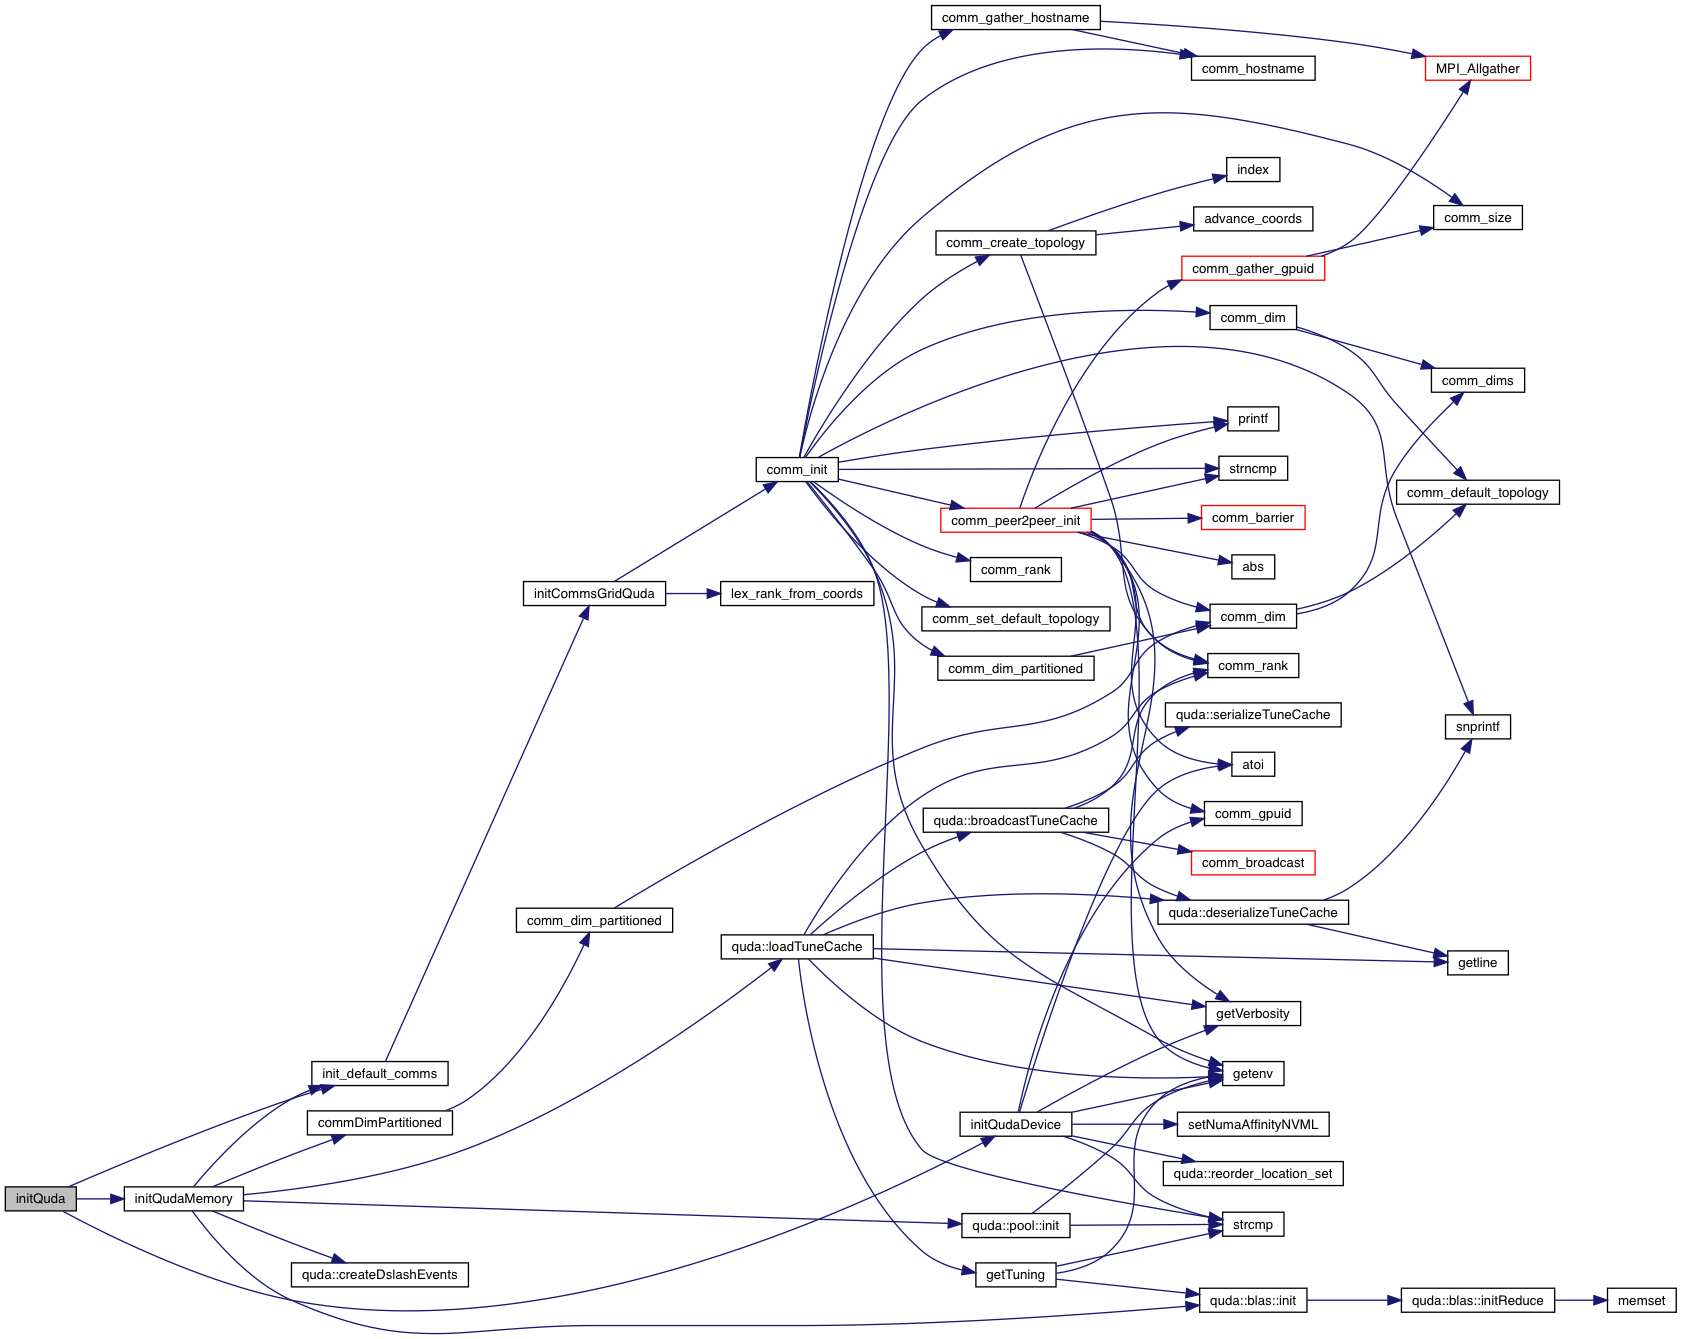 comm_gather_hostname
comm_hostname
MPI_Allgather
index
advance_coords
comm_size
comm_create_topology
comm_gather_gpuid
comm_dim
comm_dims
printf
comm_init
strncmp
comm_default_topology
comm_peer2peer_init
comm_barrier
comm_rank
abs
initCommsGridQuda
lex_rank_from_coords
comm_set_default_topology
comm_dim
comm_dim_partitioned
comm_rank
quda::serializeTuneCache
snprintf
atoi
quda::broadcastTuneCache
comm_gpuid
comm_broadcast
comm_dim_partitioned
quda::deserializeTuneCache
quda::loadTuneCache
getline
getVerbosity
init_default_comms
getenv
commDimPartitioned
initQudaDevice
setNumaAffinityNVML
quda::reorder_location_set
initQuda
initQudaMemory
quda::pool::init
strcmp
quda::createDslashEvents
getTuning
quda::blas::init
quda::blas::initReduce
memset